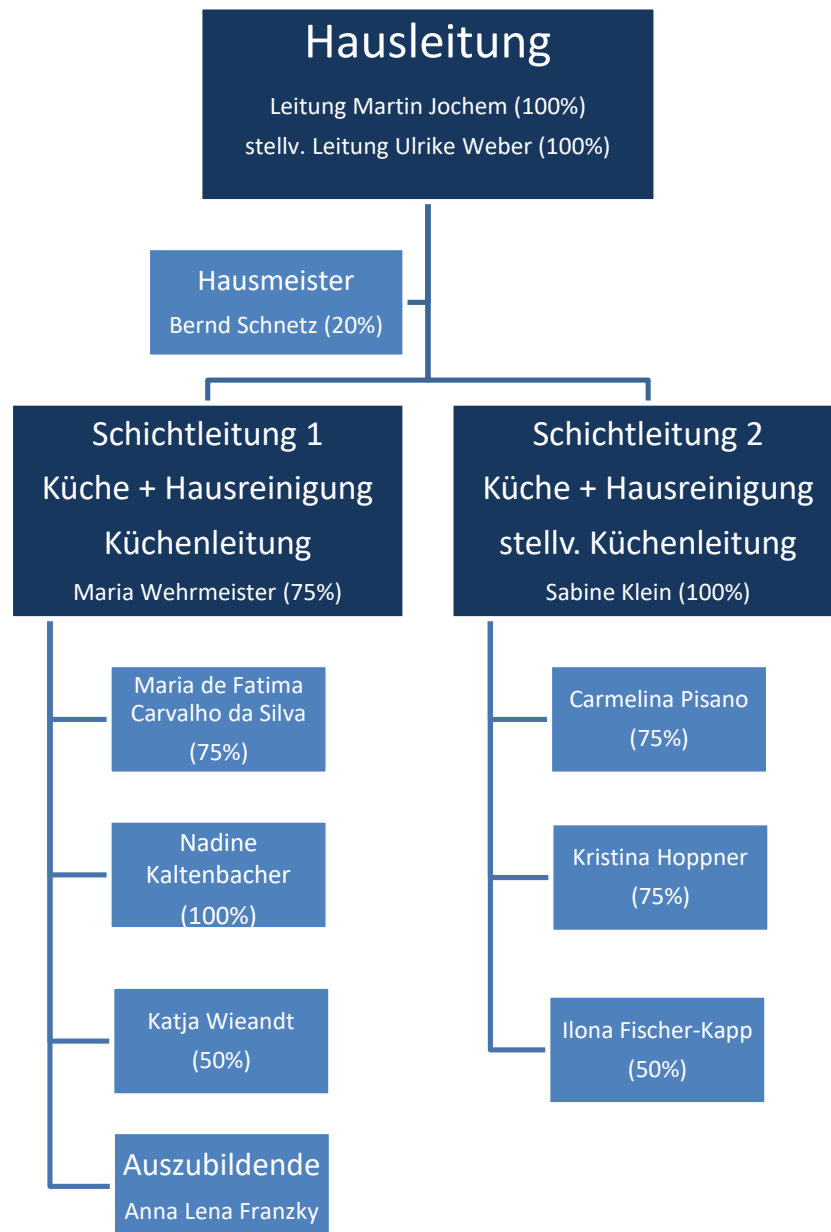 Hausleitung
Leitung Martin Jochem (100%)
stellv. Leitung Ulrike Weber (100%)
Hausmeister
Bernd Schnetz (20%)
Schichtleitung 1
Küche + Hausreinigung
Küchenleitung
Maria Wehrmeister (75%)
Schichtleitung 2
Küche + Hausreinigung
stellv. Küchenleitung
Sabine Klein (100%)
Maria de Fatima
Carvalho da Silva
(75%)
Nadine
Kaltenbacher
(100%)
Katja Wieandt
(50%)
Auszubildende
Anna Lena Franzky
Carmelina Pisano
(75%)
Kristina Hoppner
(75%)
Ilona Fischer-Kapp
(50%)